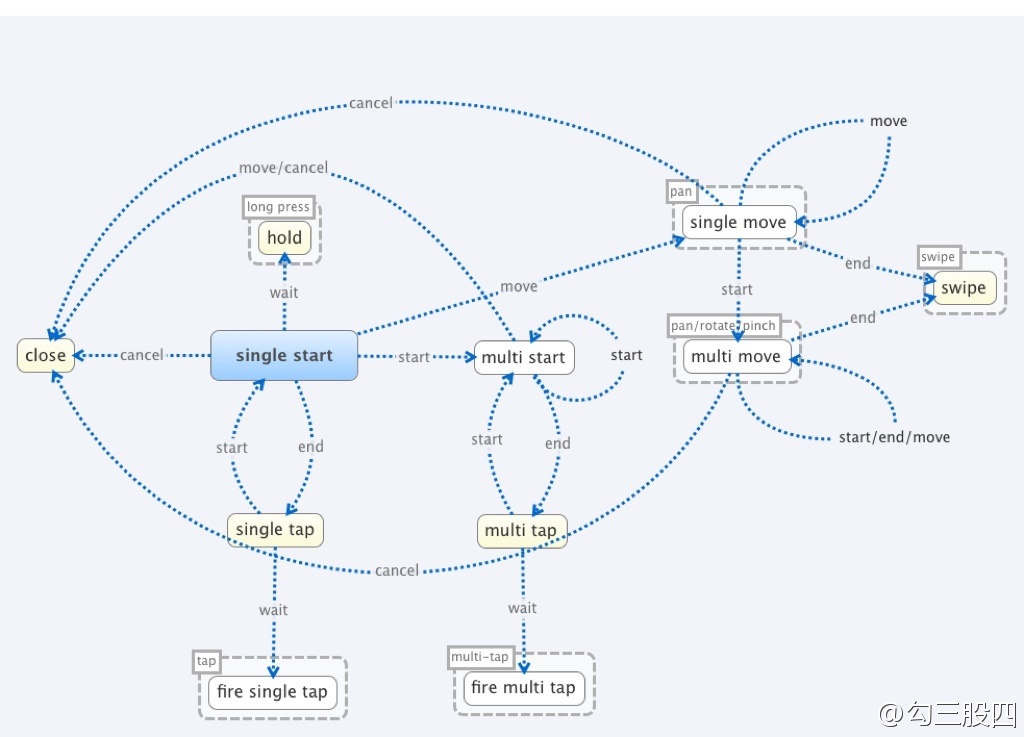 cancel
move
move/cancel
pan
single move
long press
hold
end
swipe
swipe
move
wait
start
end
pan/rotate/pinch
close
cancel
single start
start
multi start
start
multi move
start
end
start
end
start/end/move
single tap
multi tap
cancel
wait
wait
tap
fire single tap
multi-tap
fire multi tap
@勾三股四